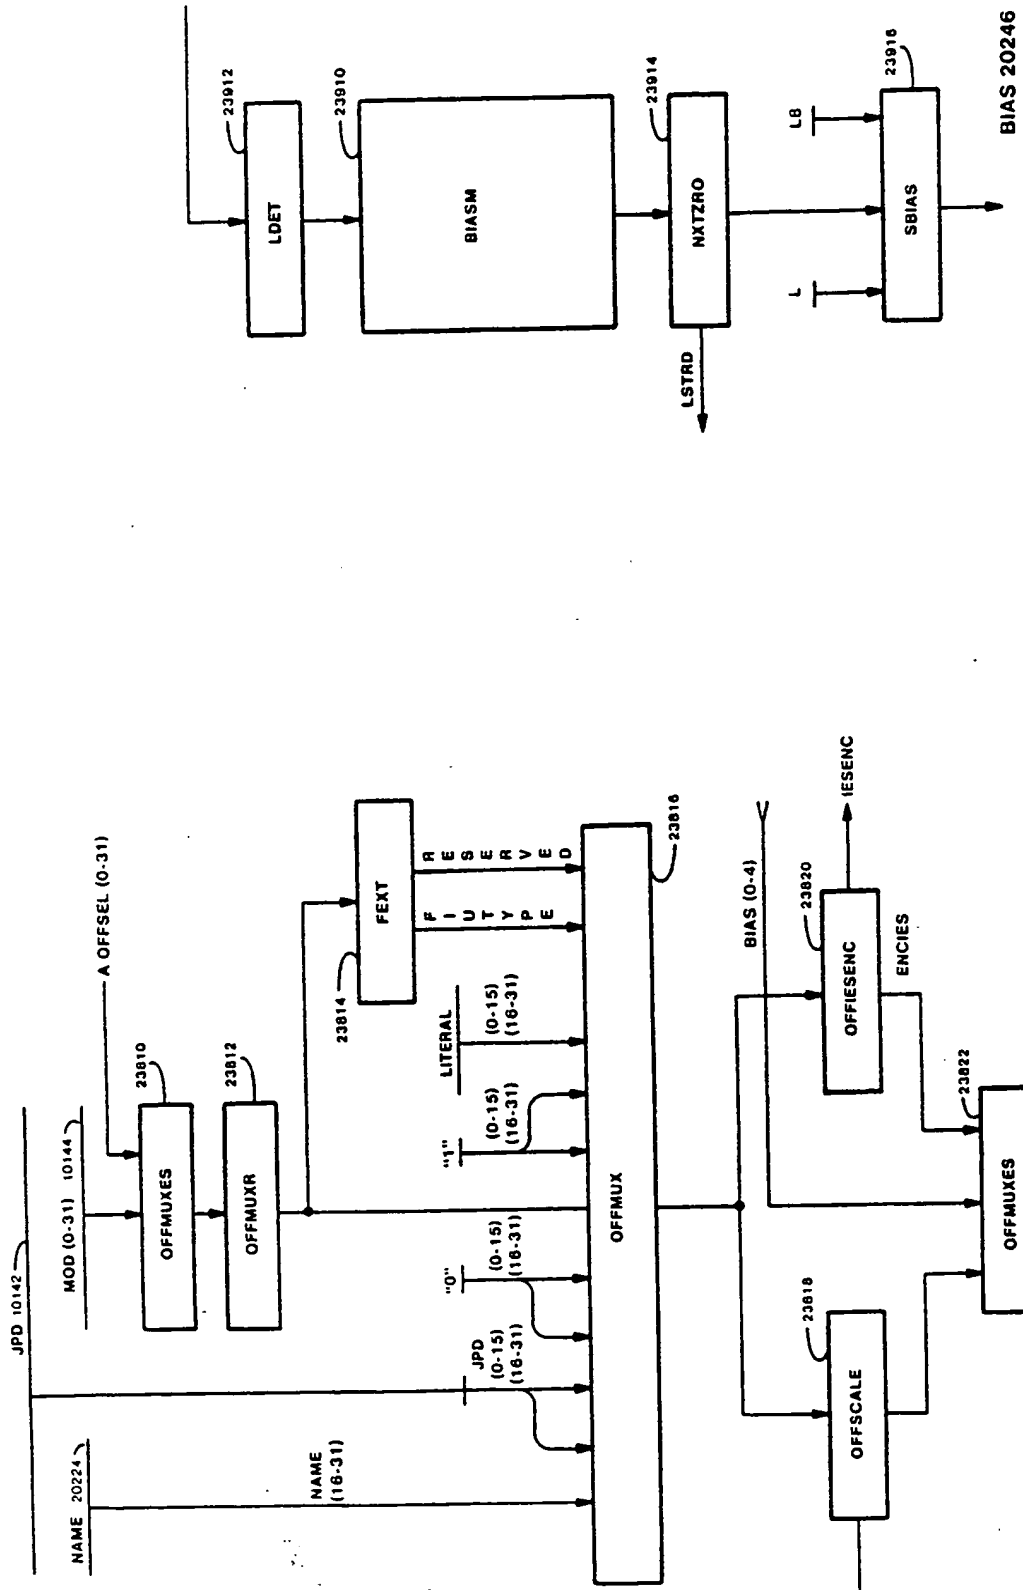 JPD 10142
MOD (0-31) 10144
A OFFSEL (0-31)
NAME 20224
OFFMUXES
23810
OFFMUXR
23812
FEXT
23814
FIUTYPE
RESERVED
NAME
(16-31)
JPD
(0-15)
(16-31)
"0"
(0-15)
(16-31)
"1"
(0-15)
(16-31)
LITERAL
(0-15)
(16-31)
OFFMUX
23816
BIAS (0-4)
OFFSCALE
23818
OFFIESENC
23820
IESENC
ENCIES
OFFMUXES
23822
LDET
23912
BIASM
23910
NXTZRO
23914
LSTRD
L
LB
SBIAS
23916
BIAS 20246